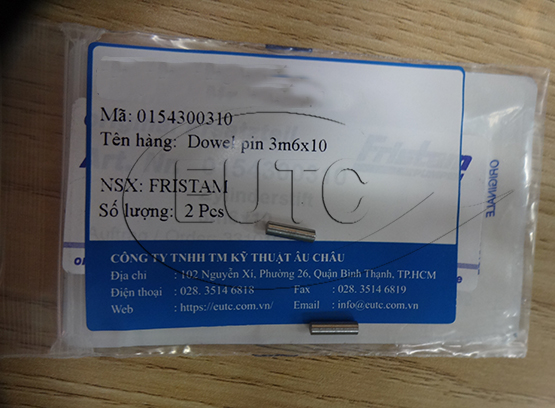 Mã: 0154300310
Tên hàng: Dowel pin 3m6x10
NSX: FRISTAM
Số lượng: 2 Pcs
EUTC
CÔNG TY TNHH TM KỸ THUẬT ÂU CHÂU
Địa chỉ : 102 Nguyễn Xí, Phường 26, Quận Bình Thạnh, TP.HCM
Điện thoại : 028. 3514 6818 Fax : 028. 3514 6819
Web : https://eutc.com.vn/ Email : info@eutc.com.vn
ORIGINALE